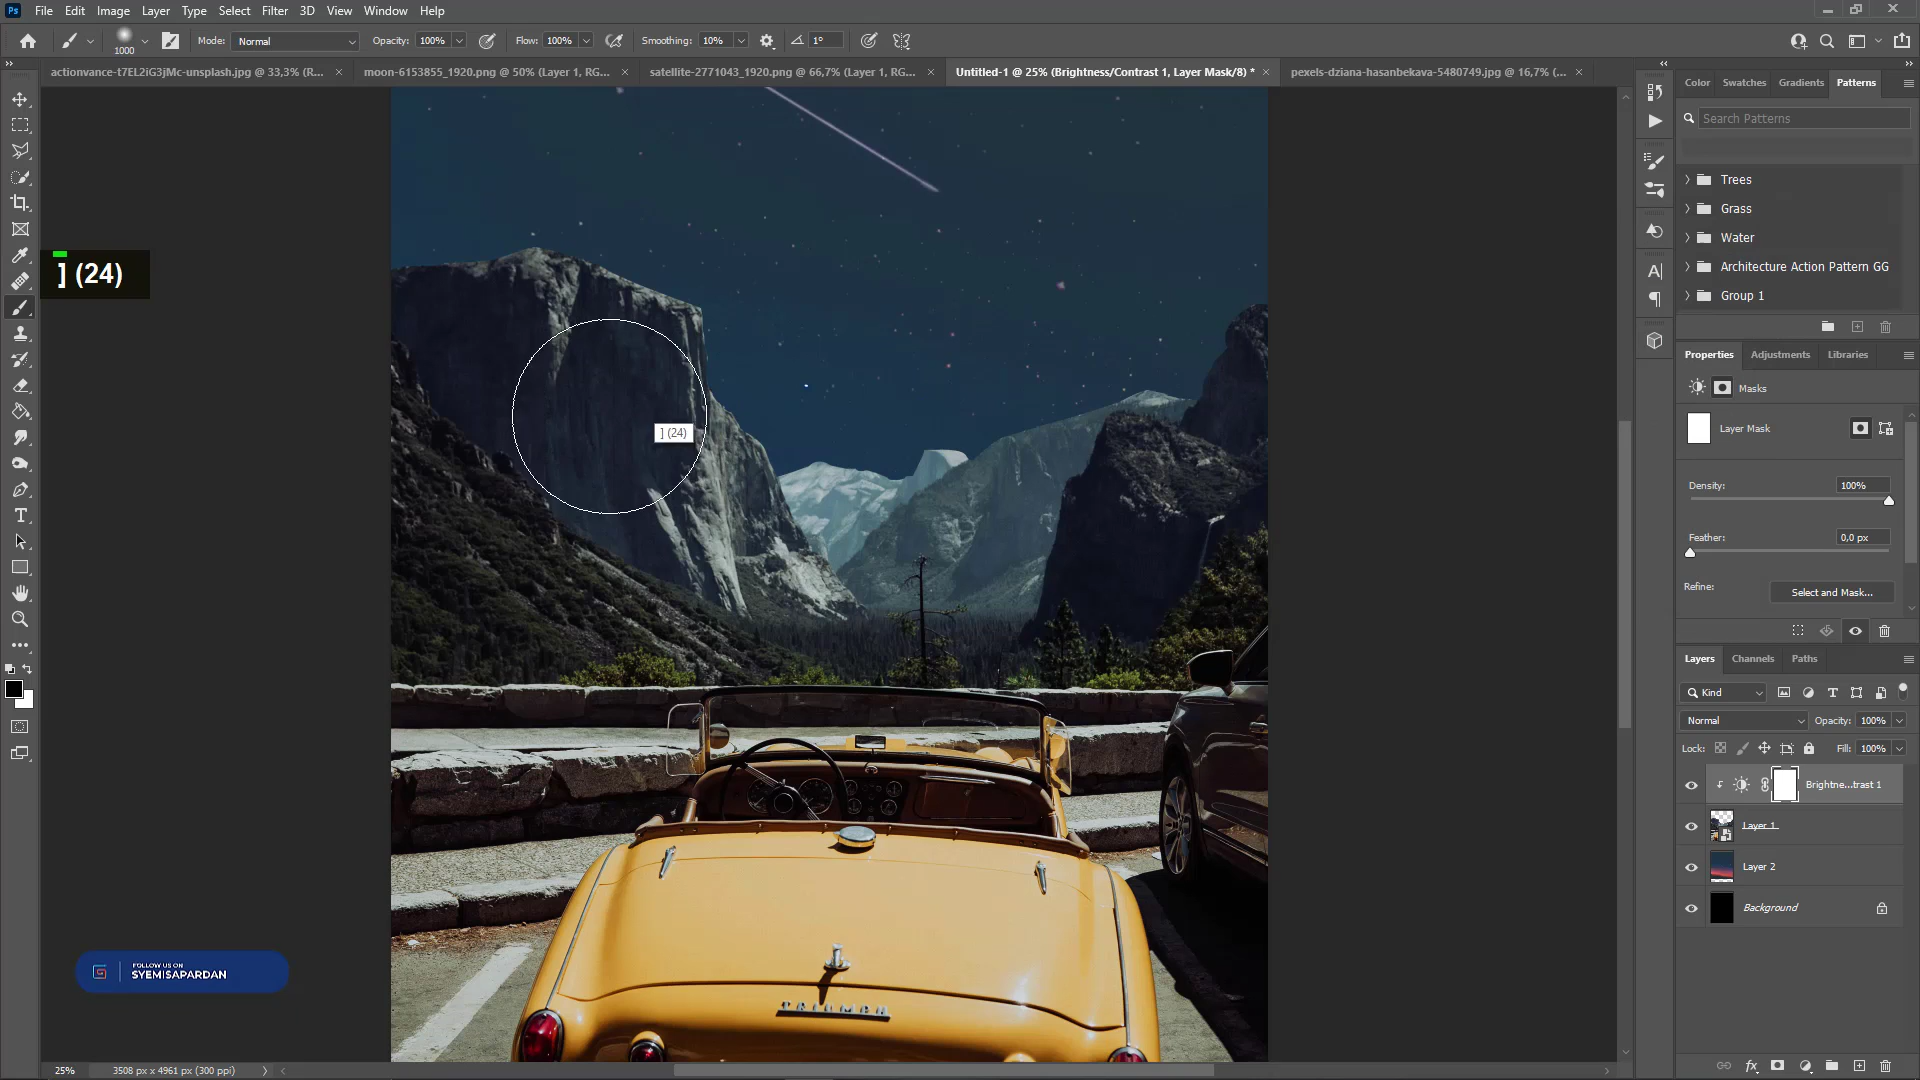 Ps File Edit Image Layer Type Select Filter 3D View Window Help
1000 Mode: Normal Opacity: 100% Flow: 100% Smoothing: 10% 1°
actionvance-t7EL2iG3jMc-unsplash.jpg @ 33,3% (R...
moon-6153855_1920.png @ 50% (Layer 1, RG...
satellite-2771043_1920.png @ 66,7% (Layer 1, RG...
Untitled-1 @ 25% (Brightness/Contrast 1, Layer Mask/8) *
pexels-dziana-hasanbekava-5480749.jpg @ 16,7% (...
] (24)
] (24)
TRIUMPH
FOLLOW US ON
SYEMISAPARDAN
25% 3508 px x 4961 px (300 ppi)
Color Swatches Gradients Patterns
Search Patterns
Trees
Grass
Water
Architecture Action Pattern GG
Group 1
Properties Adjustments Libraries
Masks
Layer Mask
Density: 100%
Feather: 0,0 px
Refine: Select and Mask...
Layers Channels Paths
Kind
Normal Opacity: 100%
Lock: Fill: 100%
Brightne...trast 1
Layer 1
Layer 2
Background